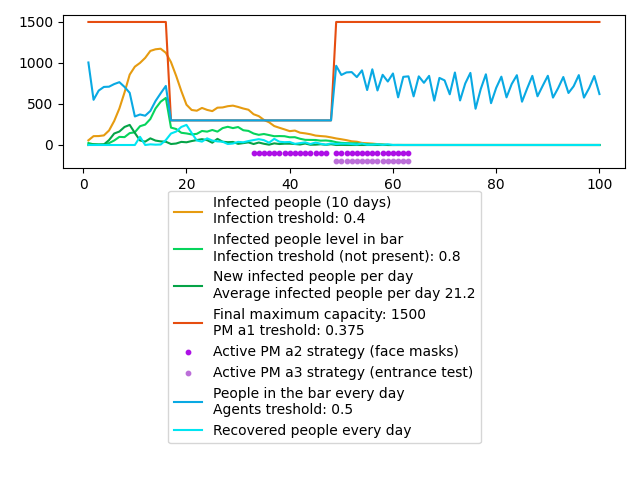 1500
1000
500
0
0 20 40 60 80 100
Infected people (10 days)
Infection treshold: 0.4
Infected people level in bar
Infection treshold (not present): 0.8
New infected people per day
Average infected people per day 21.2
Final maximum capacity: 1500
PM a1 treshold: 0.375
Active PM a2 strategy (face masks)
Active PM a3 strategy (entrance test)
People in the bar every day
Agents treshold: 0.5
Recovered people every day